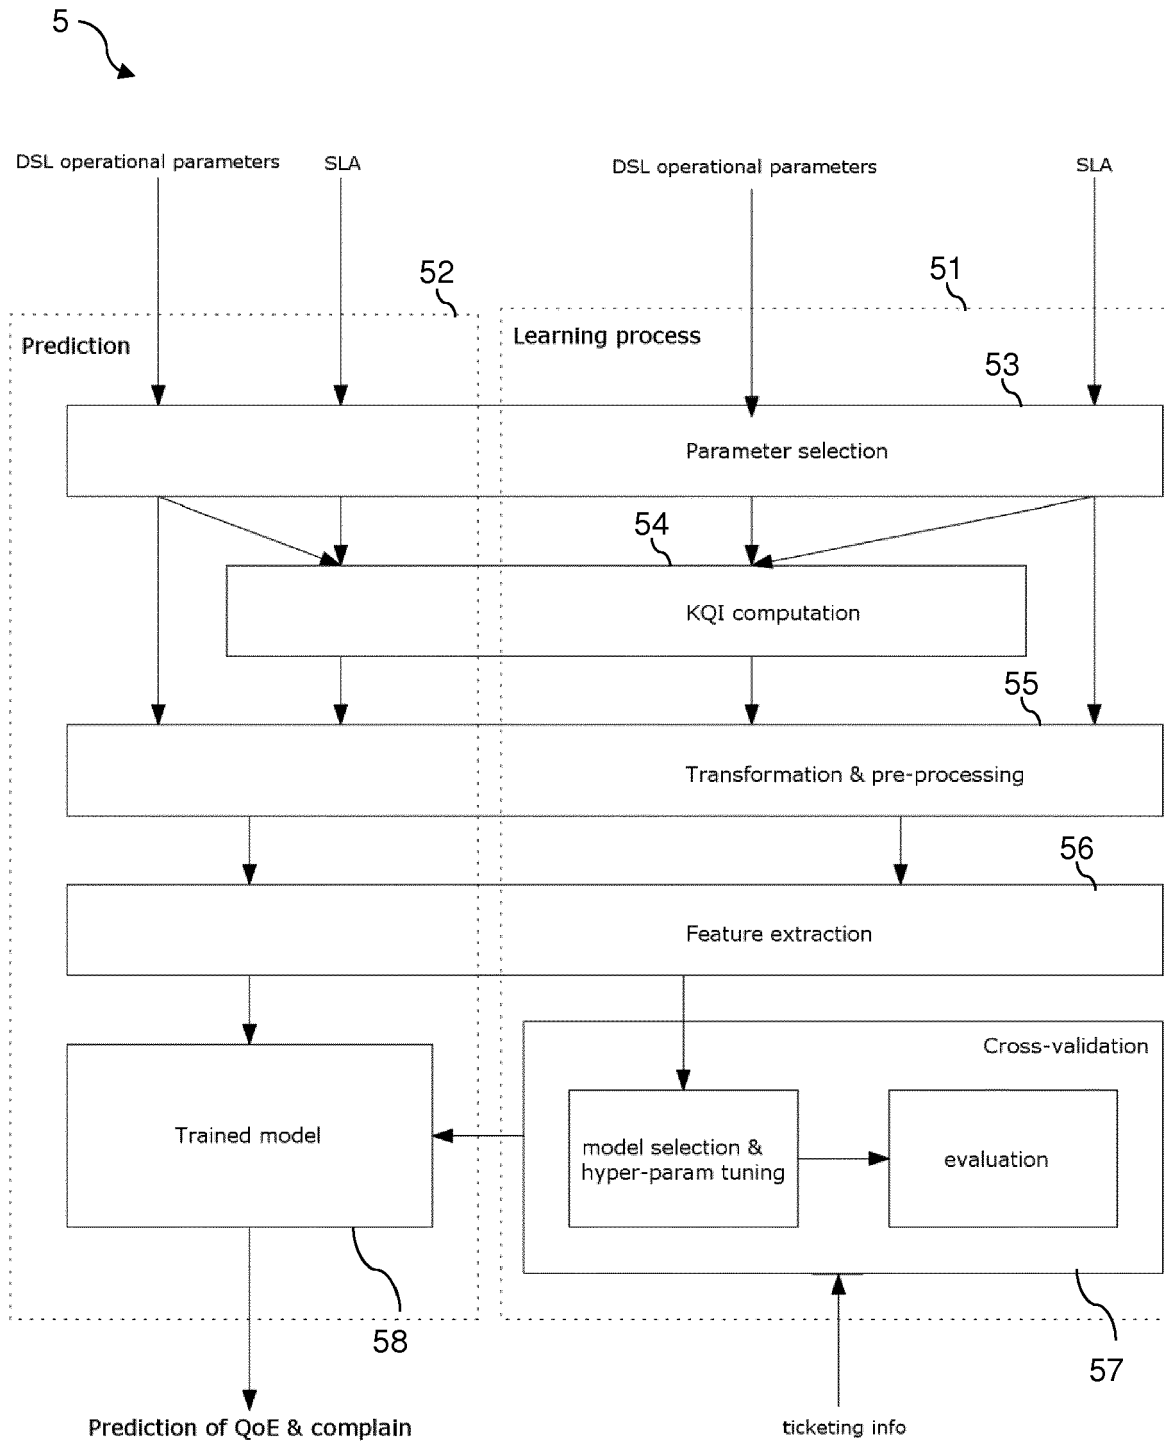 5
DSL operational parameters
SLA
DSL operational parameters
SLA
52
51
Prediction
Learning process
53
Parameter selection
54
KQI computation
55
Transformation & pre-processing
56
Feature extraction
Cross-validation
Trained model
model selection &
hyper-param tuning
evaluation
58
57
Prediction of QoE & complain
ticketing info